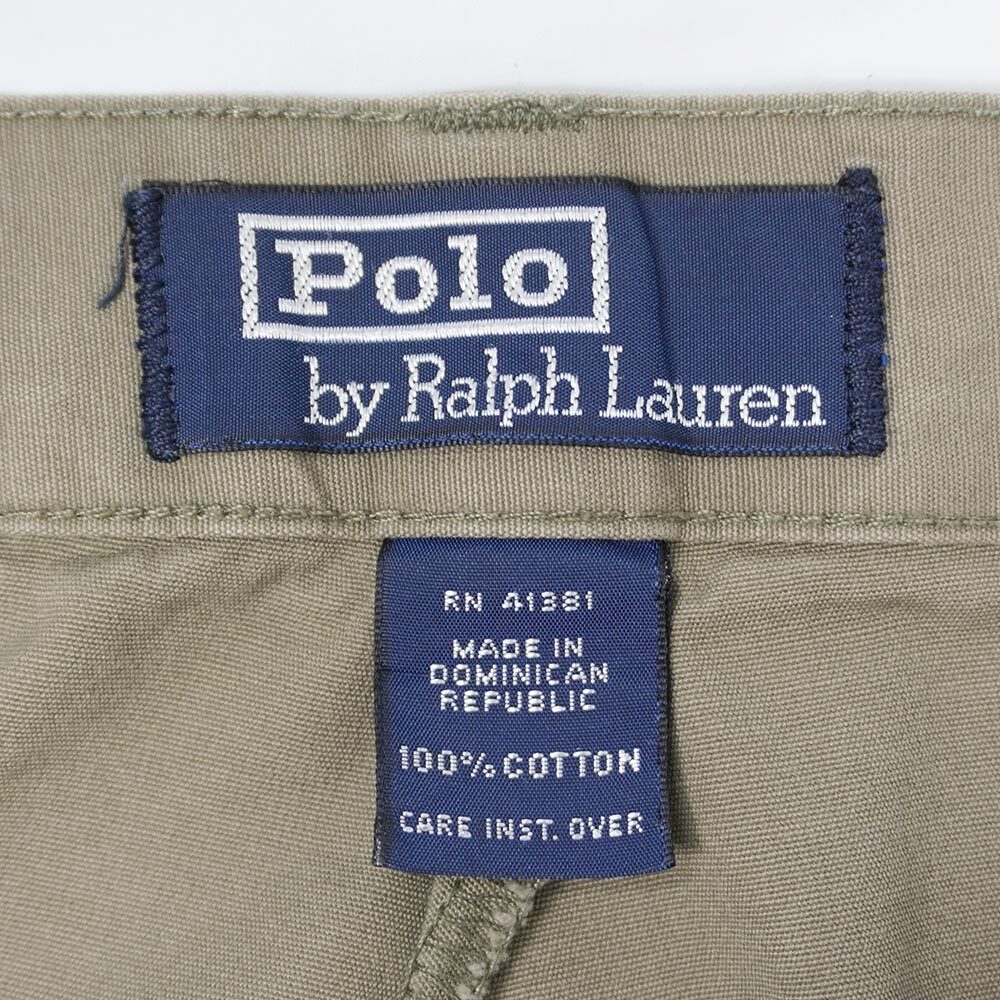 Polo
by Ralph Lauren
RN 41381
MADE IN
DOMINICAN
REPUBLIC
100% COTTON
CARE INST. OVER